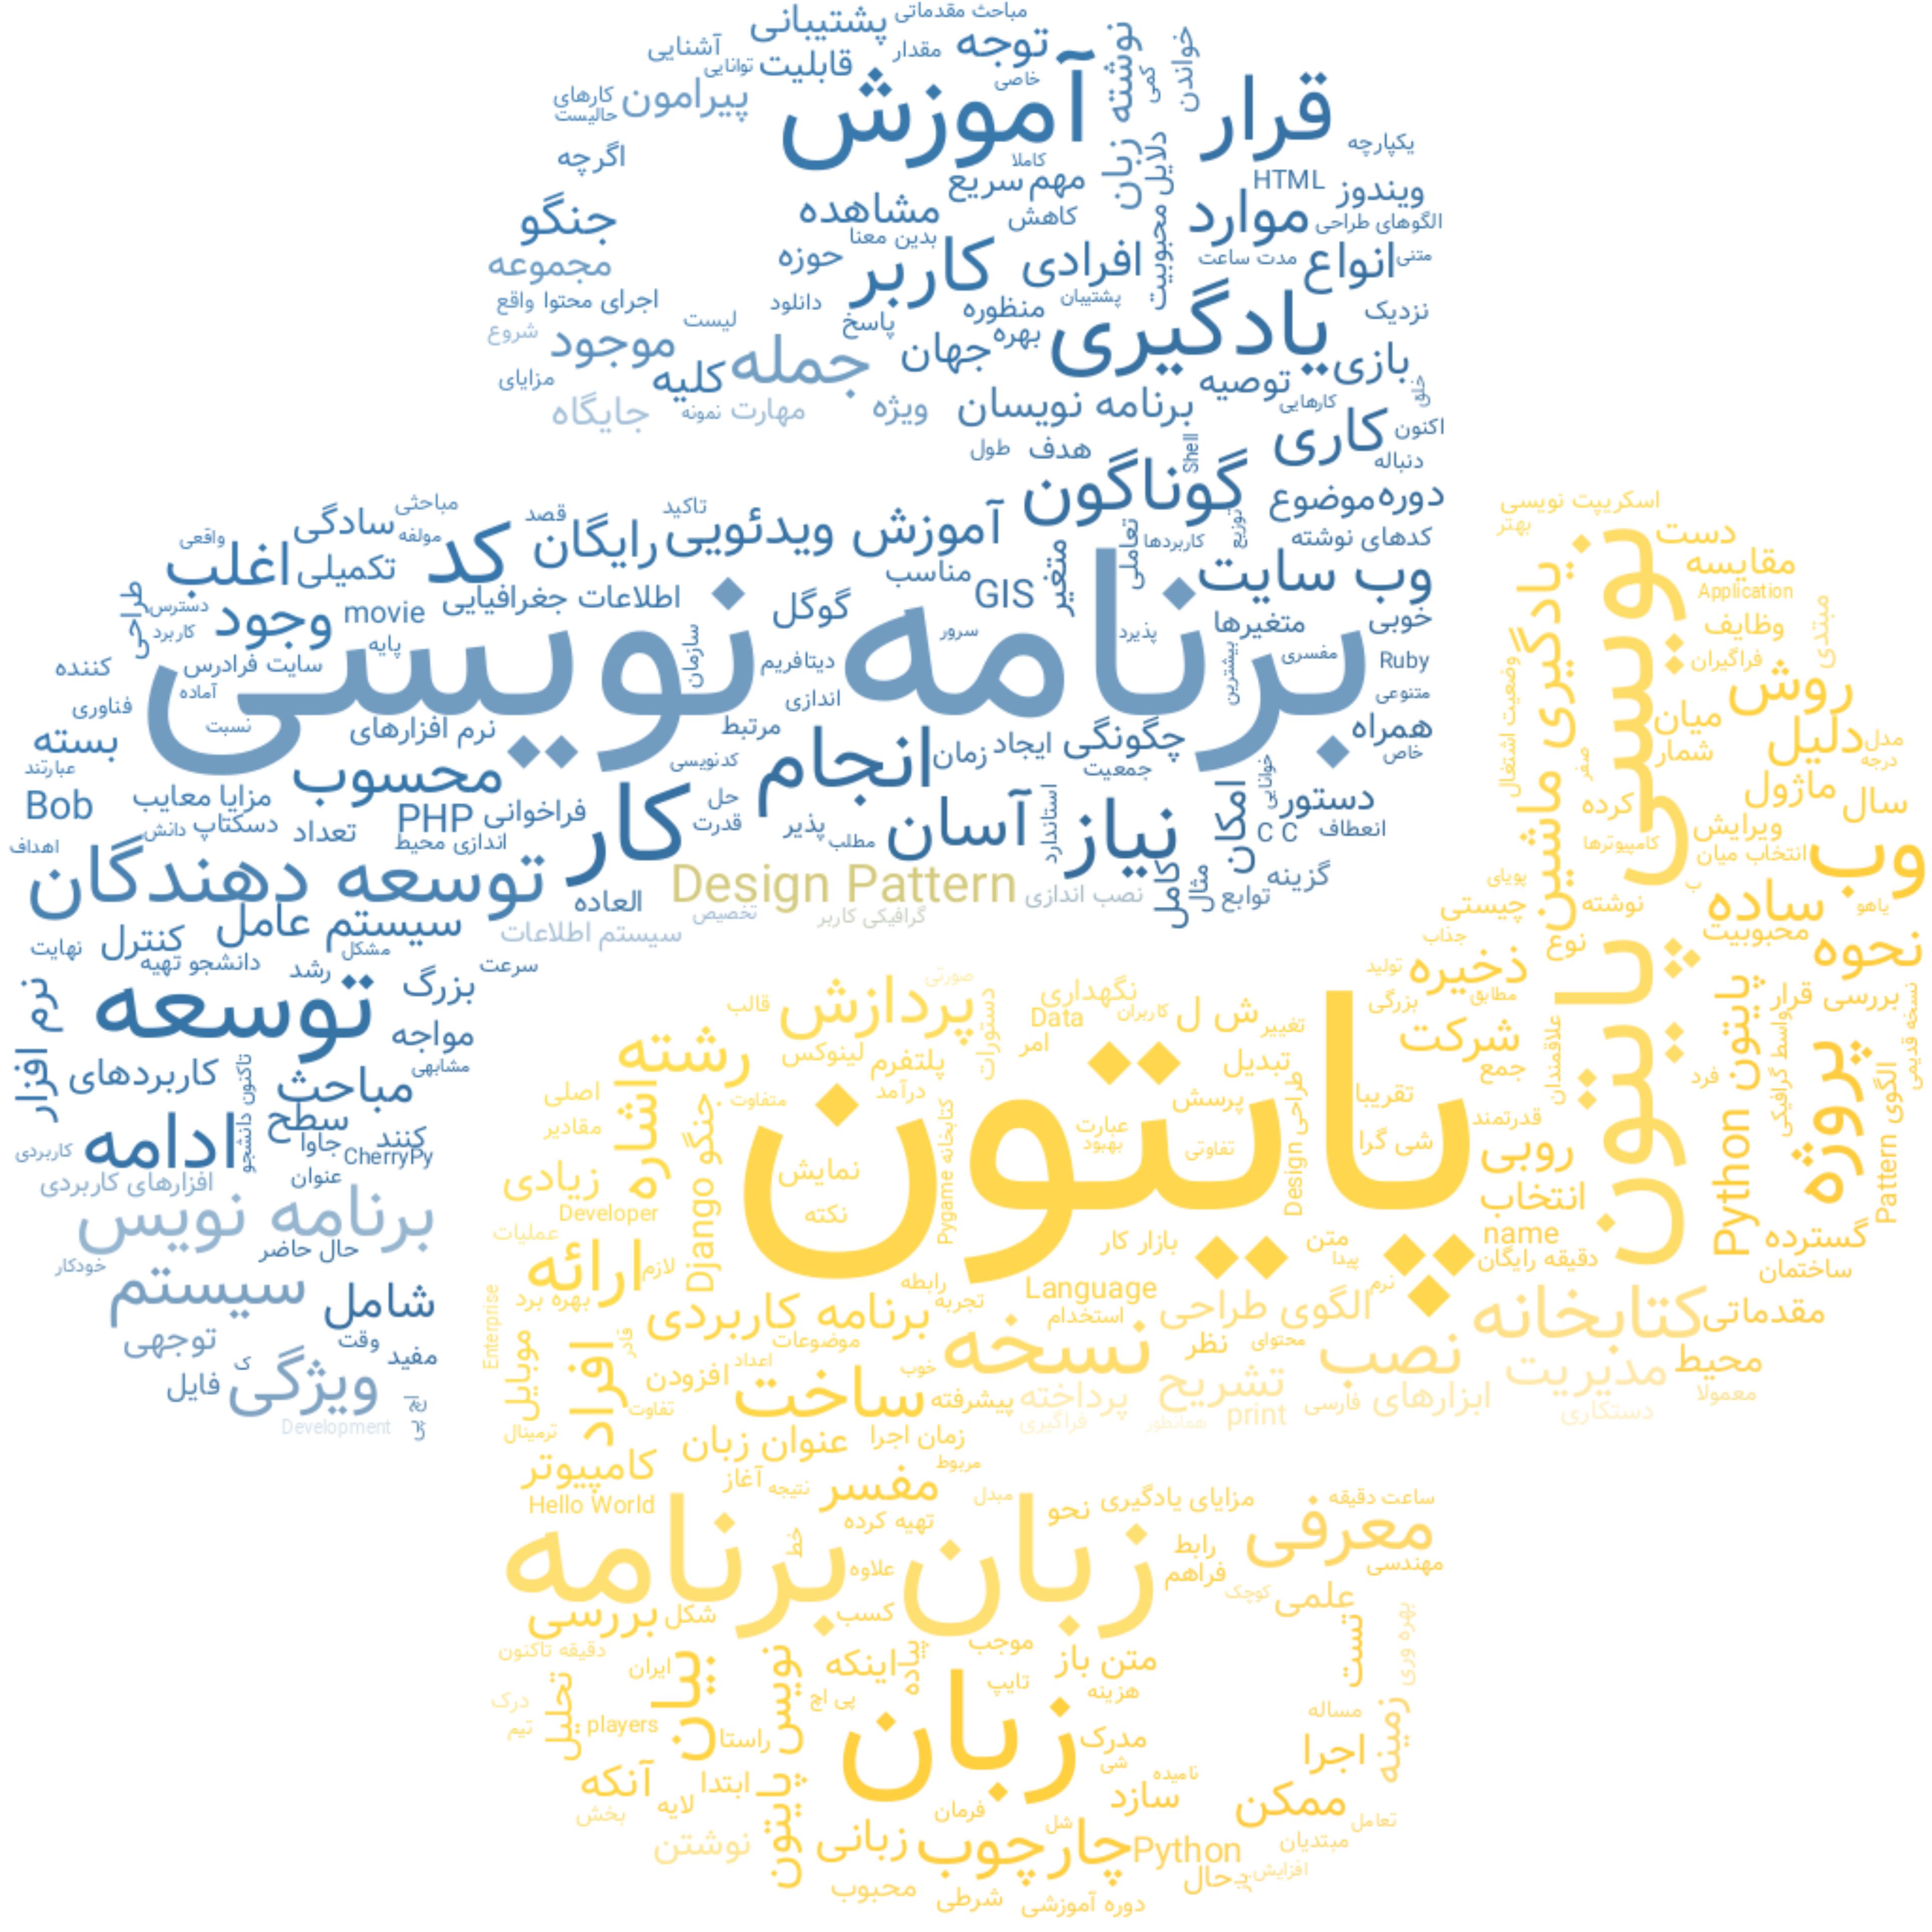 مباحث مقدماتی
پشتیبانی
آشنایی
مقدار
توجه
نوشته زبان
خواندن
توانایی
قابلیت
خاصی
کمی
کارهای
پیرامون
آموزش
قرار
حالیست
اگرچه
کاملا
دلایل محبوبیت
یکپارچه
مهم
سریع
HTML
ویندوز
جنگو
مشاهده
کاهش
موارد
الگوهای طراحی
مجموعه
بدین معنا
حوزه
کاربر
افرادی
مدت ساعت
انواع
متنی
واقع
اجرای محتوا
دانلود
منظوره
پشتیبان
نزدیک
شروع
لیست
پاسخ
بهره
یادگیری
موجود
جمله
جهان
بازی
مزایای
کلیه
توصیه
خلق
جایگاه
نمونه
مهارت
ویژه
برنامه نویسان
کارهایی
طول
هدف
Shell
کاری
اکنون
دنباله
گوناگون
موضوع
دوره
اسکریپت نویسی
بهتر
مباحثی
تاکید
قصد
واقعی
سادگی
مولفه
رایگان
آموزش ویدئویی
تعاملی
کاربردها
توزیع
کدهای نوشته
دست
اغلب
تکمیلی
کد
مناسب
متغیر
وب سایت
مقایسه
طراحی
دسترس
وجود
movie
اطلاعات جغرافیایی
گوگل
GIS
Application
کاربرد
پایه
برنامه نویسی
سرور
پذیرد
متغیرها
خوبی
وظایف
مبتدی
کننده
سایت فرادرس
سازمان
دیتافریم
بیشترین
مفسری
Ruby
فراگیران
فناوری
آماده
اندازی
متنوعی
وضعیت اشتغال
یادگیری ماشین
روش
نسبت
نرم افزارهای
مرتبط
همراه
میان
بسته
کدنویسی
انجام
زمان
ایجاد
چگونگی
خاص
صفر
شمار
دلیل
مدل
درجه
عبارتند
محسوب
جمعیت
خوانایی
Bob
مزایا معایب
PHP
فراخوانی
کار
حل
استاندارد
امکان
دستور
کرده
ماژول
سال
دسکتاپ
دانش
تعداد
اندازی محیط
قدرت
پذیر
مطلب
آسان
نیاز
C C
انعطاف
کامپیوترها
ویرایش
انتخاب میان
وب
اهداف
توسعه دهندگان
Design Pattern
نصب اندازی
کامل
مثال
توابع
گزینه
پویای
ب
یاهو
العاده
تخصیص
گرافیکی کاربر
چیستی
نوشته
ساده
سیستم عامل
سیستم اطلاعات
جذاب
نوع
محبوبیت
نهایت
کنترل
مشکل
نحوه
دانشجو تهیه
رشد
سرعت
تولید
ذخیره
نرم افزار
توسعه
بزرگ
صورتی
قالب
پردازش
دستورات
نگهداری
بزرگی
مطابق
پایتون نویسی
پایتون Python
بررسی قرار
نسخه قدیمی
Data
کاربران
ش ل
تغییر
مواجه
رشته
لینوکس
پلتفرم
امر
تبدیل
شرکت
علاقمندان
بواسط گرافیکی
کاربردهای
تاکنون دانشجو
مباحث
مشابهی
جمع
فرد
پروژه
الگوی Pattern
اصلی
اشاره
جنگو Django
متفاوت
درآمد
پایتون
پرسش
تقریبا
سطح
مقادیر
کتابخانه Pygame
عبارت
بهبود
طراحی Design
قدرتمند
ادامه
جاوا
کنند
تفاوتی
شی گرا
کاربردی
CherryPy
روبی
افزارهای کاربردی
عنوان
زیادی
نمایش
انتخاب
برنامه نویس
Developer
نکته
name
گسترده
عملیات
بازار کار
متن
پیدا
دقیقه رایگان
حال حاضر
ساختمان
خودکار
ارائه
لازم
رابطه
نرم
سیستم
شامل
Enterprise
بهره برد
تجربه
Language
الگوی طراحی
کتابخانه
مقدماتی
برنامه کاربردی
استخدام
توجهی
وقت
موبایل
افراد
قادر
موضوعات
نسخه
نظر
محتوای
نصب
مدیریت
محیط
مفید
اعداد
فایل
ک
ویژگی
افزودن
خوب
ساخت
پیشرفته
پرداخته
تشریح
فارسی
ابزارهای
معمولا
دستکاری
Development
اچ پی
تفاوت
فراگیری
همانطور
print
ترمینال
عنوان زبان
زمان اجرا
کامپیوتر
آغاز
نتیجه
مفسر
مربوط
Hello World
مبدل
نحو
مزایای یادگیری
ساعت دقیقه
تهیه کرده
زبان برنامه
خط
علاوه
رابط
معرفی
فراهم
مهندسی
کوچک
علمی
بررسی
شکل
کسب
تست
بهره وری
دقیقه تاکنون
موجب
ایران
بیان
پایتون نویس
اینکه
پیاده
متن باز
تایپ
درک
تیم
تحلیل
هزینه
players
پی اچ
زبان
زمینه
مساله
راستا
مدرک
اجرا
شی
نامیده
آنکه
ابتدا
سازد
ممکن
بخش
لایه
فرمان
شل
تعامل
نوشتن
زبانی
چارچوب
Python
مبتدیان
افزایش
محبوب
شرطی
دوره آموزشی